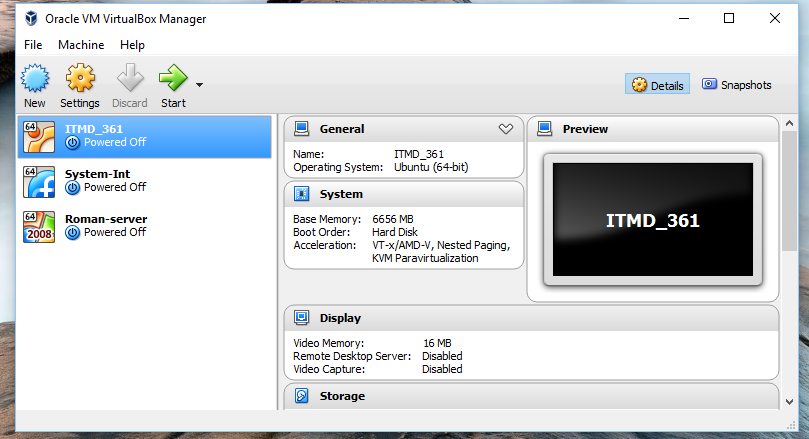 Oracle VM VirtualBox Manager
File Machine Help
New Settings Discard Start
Details Snapshots
64 ITMD_361
Powered Off
64 System-Int
Powered Off
64 2008 Roman-server
Powered Off
General
Name: ITMD_361
Operating System: Ubuntu (64-bit)
System
Base Memory: 6656 MB
Boot Order: Hard Disk
Acceleration: VT-x/AMD-V, Nested Paging,
KVM Paravirtualization
Preview
ITMD_361
Display
Video Memory: 16 MB
Remote Desktop Server: Disabled
Video Capture: Disabled
Storage